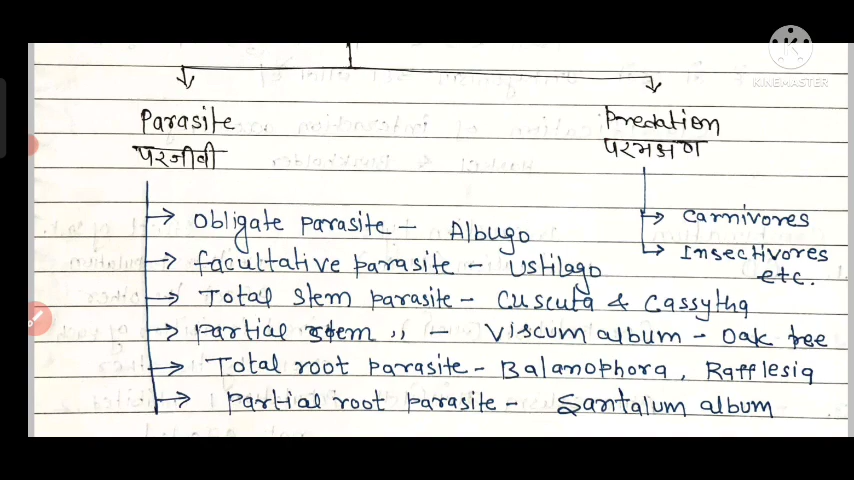 KINEMASTER
Parasite
परजीवी
Predation
परभक्षण
→ Obligate parasite - Albugo
→ facultative parasite - Ustilago
→ Total stem parasite - Cuscuta & Cassytha
→ partial stem ,, - Viscum album - Oak tree
→ Total root parasite - Balanophora, Rafflesia
→ Partial root parasite - Santalum album
→ Carnivores
→ Insectivores
etc.